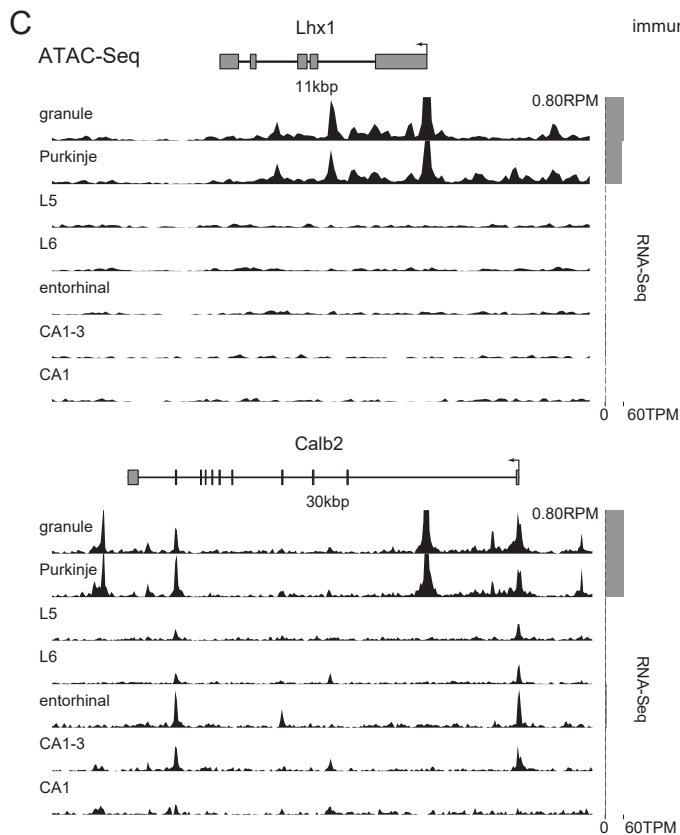 C
Lhx1
immur
ATAC-Seq
11kbp
0.80RPM
granule
Purkinje
L5
L6
entorhinal
CA1-3
CA1
RNA-Seq
0 60TPM
Calb2
30kbp
0.80RPM
granule
Purkinje
L5
L6
entorhinal
CA1-3
CA1
RNA-Seq
0 60TPM